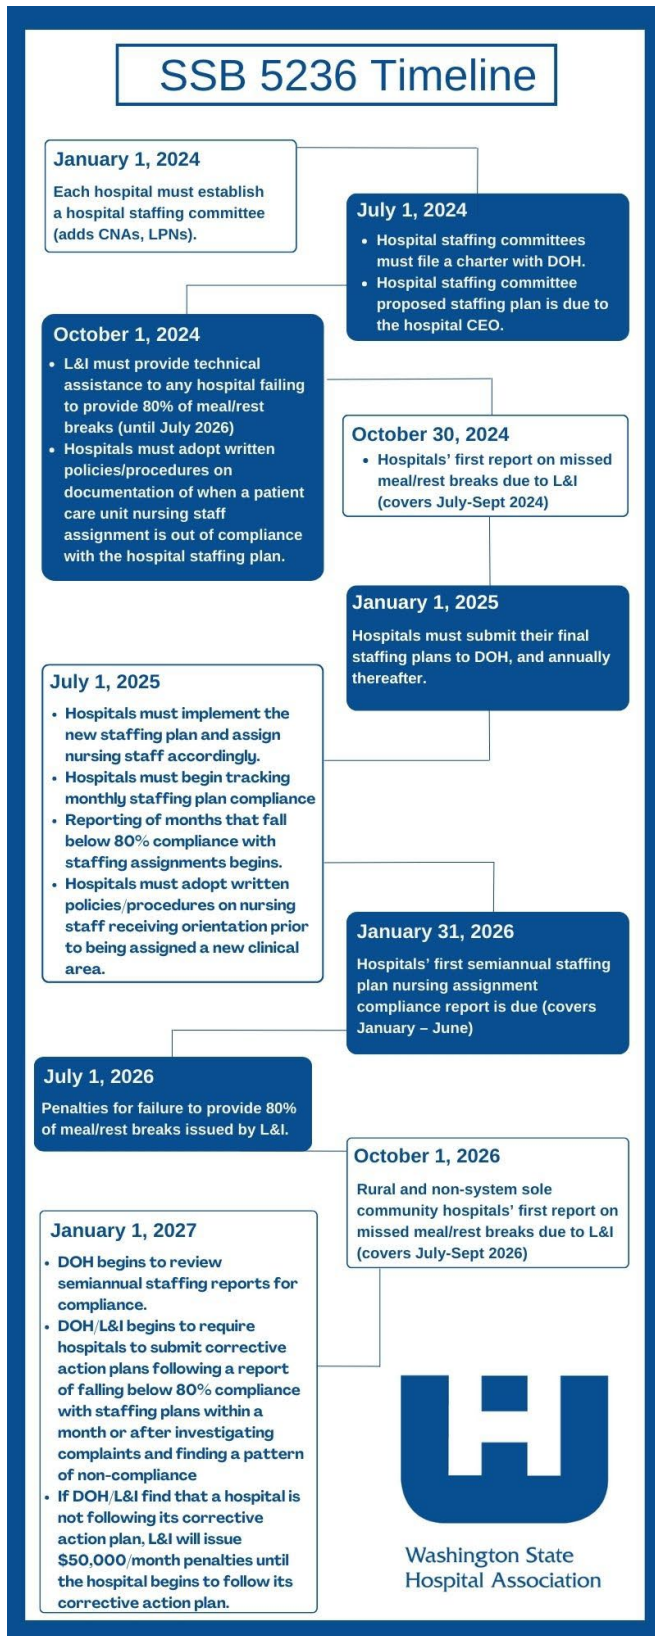 SSB 5236 Timeline
January 1, 2024
Each hospital must establish
a hospital staffing committee
(adds CNAs, LPNs).
July 1, 2024
• Hospital staffing committees
must file a charter with DOH.
• Hospital staffing committee
proposed staffing plan is due to
the hospital CEO.
October 1, 2024
• L&I must provide technical
assistance to any hospital failing
to provide 80% of meal/rest
breaks (until July 2026)
• Hospitals must adopt written
policies/procedures on
documentation of when a patient
care unit nursing staff
assignment is out of compliance
with the hospital staffing plan.
October 30, 2024
• Hospitals’ first report on missed
meal/rest breaks due to L&I
(covers July-Sept 2024)
January 1, 2025
Hospitals must submit their final
staffing plans to DOH, and annually
thereafter.
July 1, 2025
• Hospitals must implement the
new staffing plan and assign
nursing staff accordingly.
• Hospitals must begin tracking
monthly staffing plan compliance
• Reporting of months that fall
below 80% compliance with
staffing assignments begins.
• Hospitals must adopt written
policies/procedures on nursing
staff receiving orientation prior
to being assigned a new clinical
area.
January 31, 2026
Hospitals’ first semiannual staffing
plan nursing assignment
compliance report is due (covers
January – June)
July 1, 2026
Penalties for failure to provide 80%
of meal/rest breaks issued by L&I.
October 1, 2026
Rural and non-system sole
community hospitals’ first report on
missed meal/rest breaks due to L&I
(covers July-Sept 2026)
January 1, 2027
• DOH begins to review
semiannual staffing reports for
compliance.
• DOH/L&I begins to require
hospitals to submit corrective
action plans following a report
of falling below 80% compliance
with staffing plans within a
month or after investigating
complaints and finding a pattern
of non-compliance
• If DOH/L&I find that a hospital is
not following its corrective
action plan, L&I will issue
$50,000/month penalties until
the hospital begins to follow its
corrective action plan.
Washington State
Hospital Association